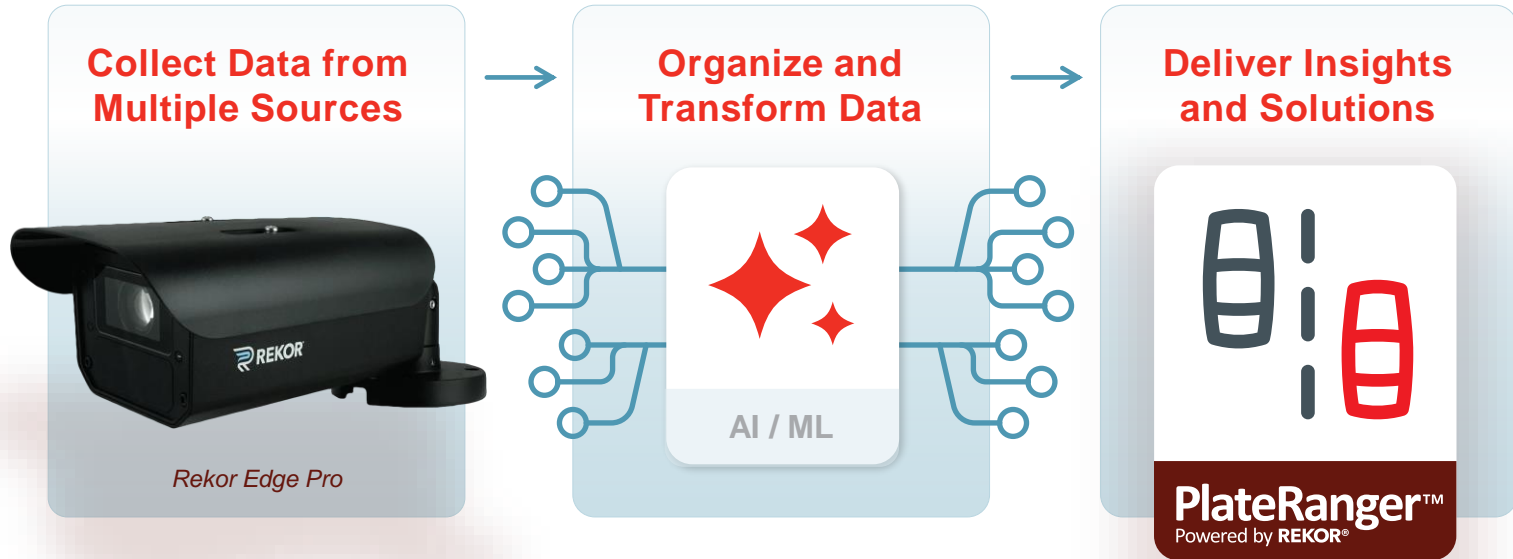 Collect Data from
Multiple Sources
REKOR
Rekor Edge Pro
Organize and
Transform Data
AI / ML
Deliver Insights
and Solutions
PlateRanger™
Powered by REKOR®